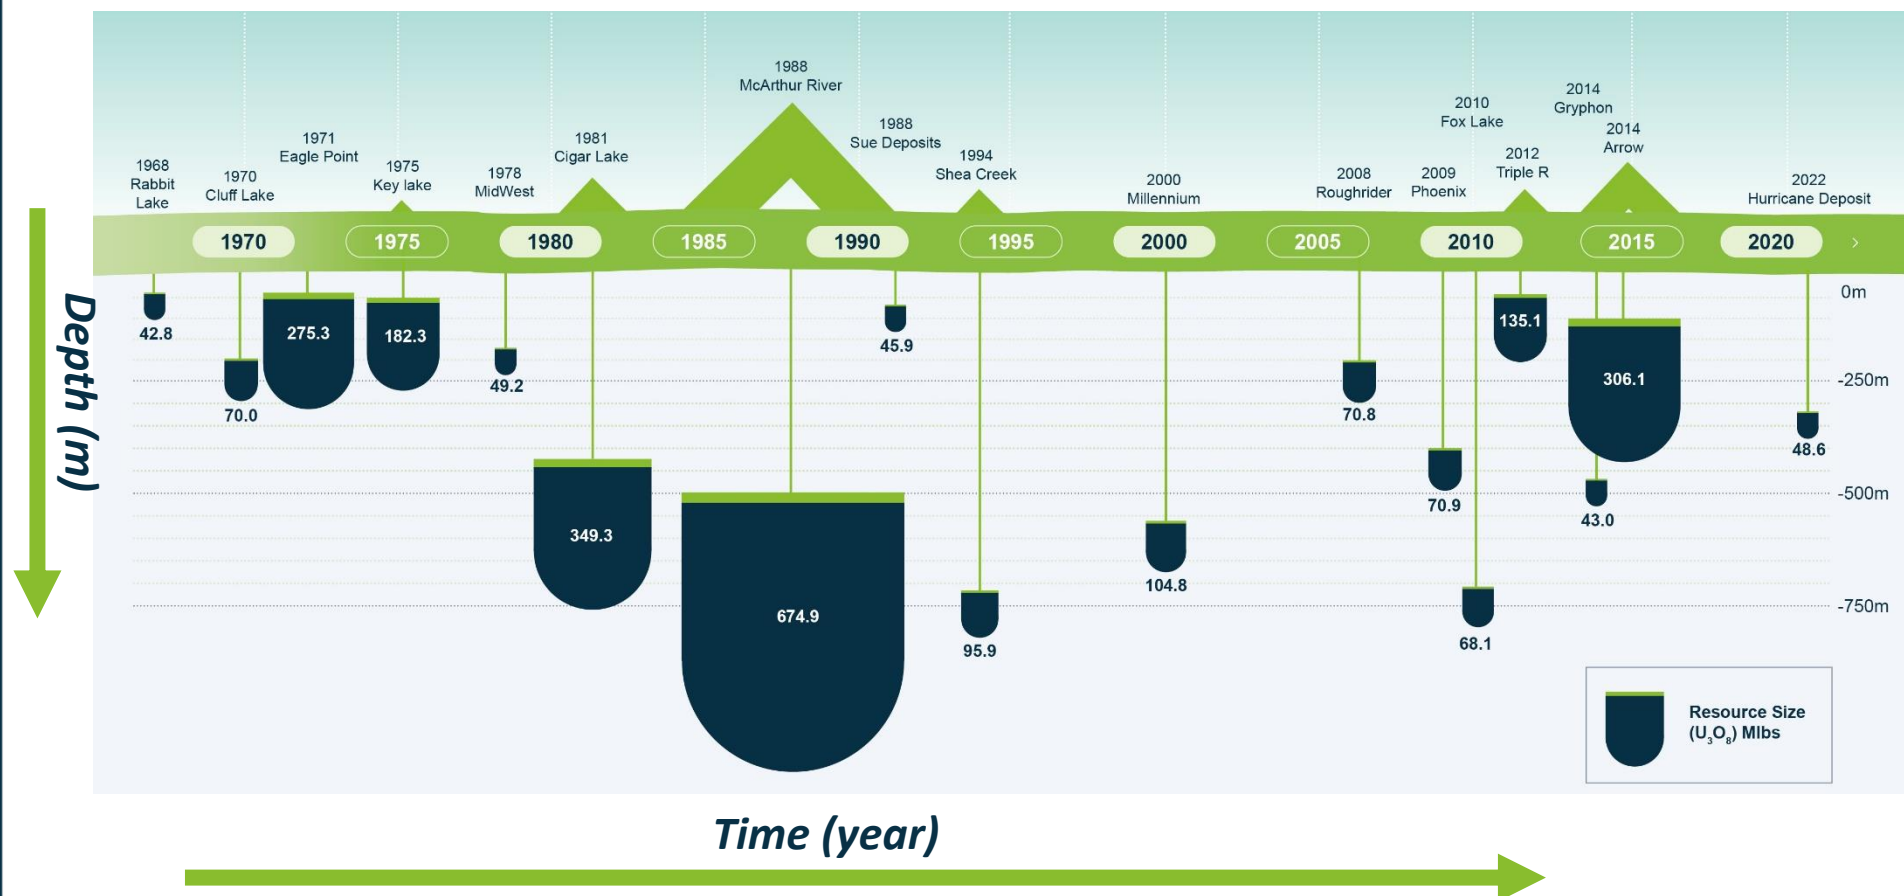 1968
Rabbit
Lake
1970
Cluff Lake
1971
Eagle Point
1975
Key lake
1978
MidWest
1981
Cigar Lake
1988
McArthur River
1988
Sue Deposits
1994
Shea Creek
2000
Millennium
2008
Roughrider
2009
Phoenix
2010
Fox Lake
2012
Triple R
2014
Gryphon
2014
Arrow
2022
Hurricane Deposit
1970 1975 1980 1985 1990 1995 2000 2005 2010 2015 2020 ›
Depth (m)
0m
-250m
-500m
-750m
42.8
70.0
275.3
182.3
49.2
349.3
674.9
45.9
95.9
104.8
70.8
70.9
68.1
135.1
43.0
306.1
48.6
Resource Size
(U₃O₈) Mlbs
Time (year)